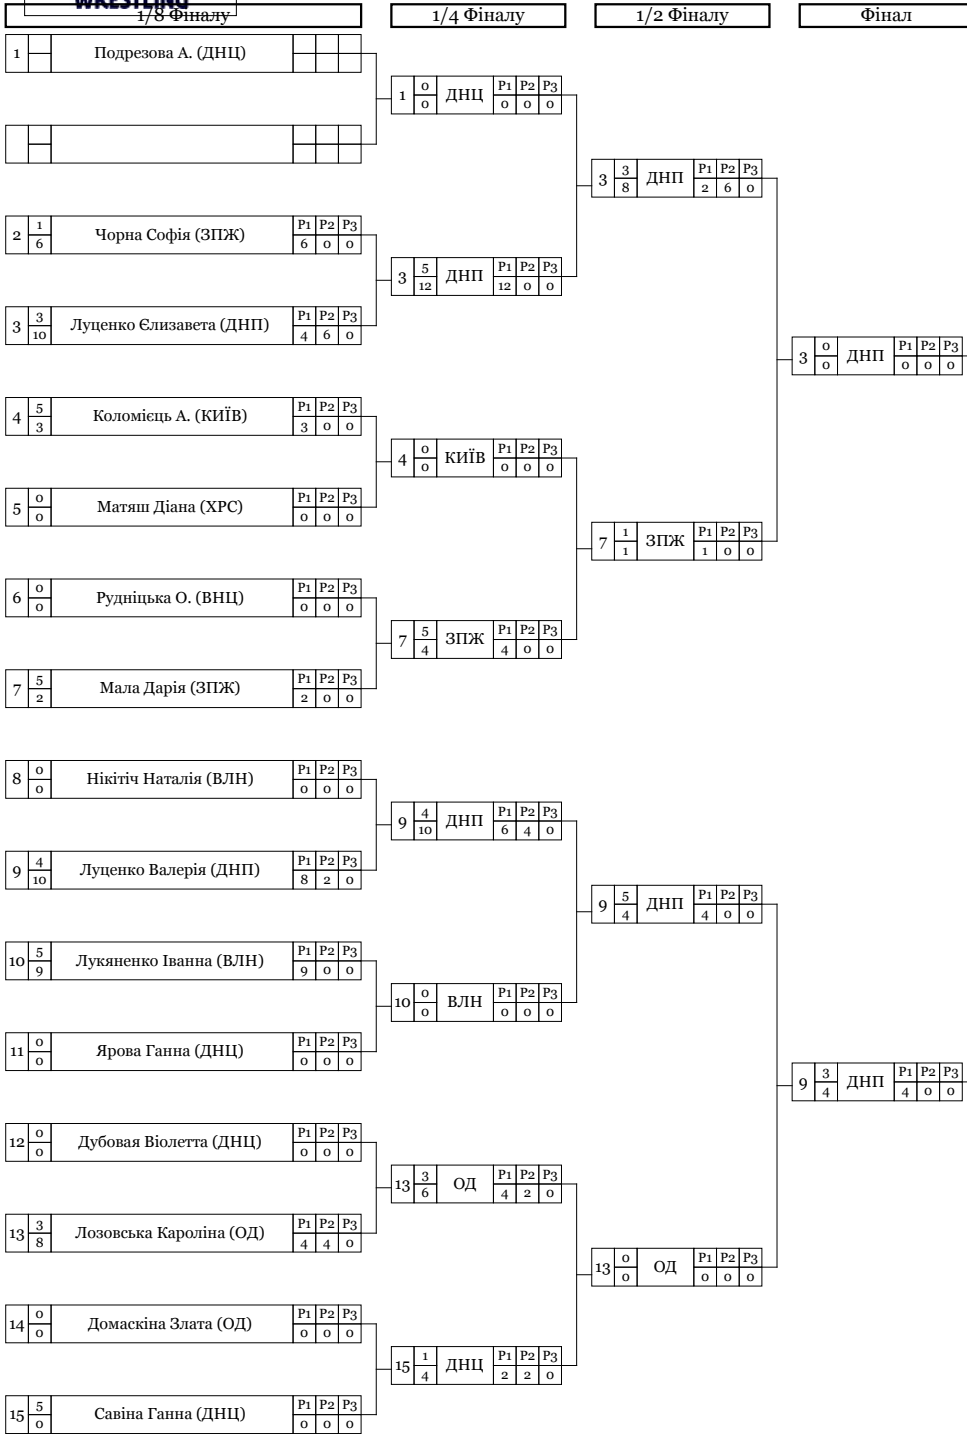 WRESTLING
1/8 Фіналу 1/4 Фіналу 1/2 Фіналу Фінал
1 Подрезова А. (ДНЦ)
1 0 0 ДНЦ P1 P2 P3 0 0 0
3 3 8 ДНП P1 P2 P3 2 6 0
2 1 6 Чорна Софія (ЗПЖ) P1 P2 P3 6 0 0
3 5 12 ДНП P1 P2 P3 12 0 0
3 3 10 Луценко Єлизавета (ДНП) P1 P2 P3 4 6 0
3 0 0 ДНП P1 P2 P3 0 0 0
4 5 3 Коломієць А. (КИЇВ) P1 P2 P3 3 0 0
4 0 0 КИЇВ P1 P2 P3 0 0 0
5 0 0 Матяш Діана (ХРС) P1 P2 P3 0 0 0
7 1 1 ЗПЖ P1 P2 P3 1 0 0
6 0 0 Рудніцька О. (ВНЦ) P1 P2 P3 0 0 0
7 5 4 ЗПЖ P1 P2 P3 4 0 0
7 5 2 Мала Дарія (ЗПЖ) P1 P2 P3 2 0 0
8 0 0 Нікітіч Наталія (ВЛН) P1 P2 P3 0 0 0
9 4 10 ДНП P1 P2 P3 6 4 0
9 4 10 Луценко Валерія (ДНП) P1 P2 P3 8 2 0
9 5 4 ДНП P1 P2 P3 4 0 0
10 5 9 Лукяненко Іванна (ВЛН) P1 P2 P3 9 0 0
10 0 0 ВЛН P1 P2 P3 0 0 0
11 0 0 Ярова Ганна (ДНЦ) P1 P2 P3 0 0 0
9 3 4 ДНП P1 P2 P3 4 0 0
12 0 0 Дубовая Віолетта (ДНЦ) P1 P2 P3 0 0 0
13 3 6 ОД P1 P2 P3 4 2 0
13 3 8 Лозовська Кароліна (ОД) P1 P2 P3 4 4 0
13 0 0 ОД P1 P2 P3 0 0 0
14 0 0 Домаскіна Злата (ОД) P1 P2 P3 0 0 0
15 1 4 ДНЦ P1 P2 P3 2 2 0
15 5 0 Савіна Ганна (ДНЦ) P1 P2 P3 0 0 0